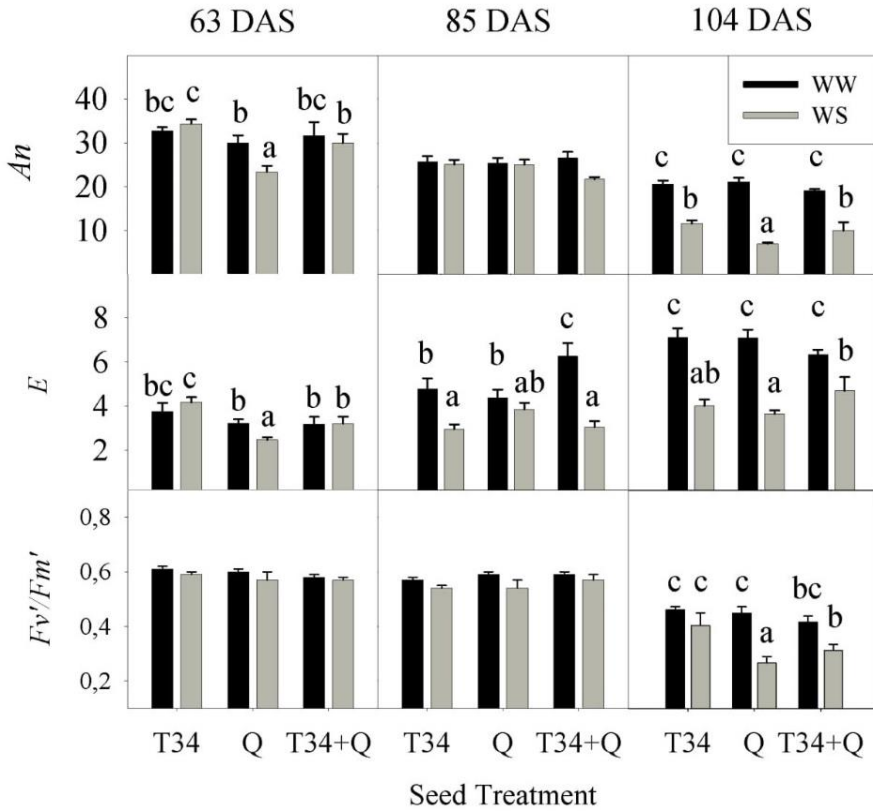 63 DAS 85 DAS 104 DAS
WW
WS
An
40
30
20
10
bc c b a bc b
c b c a c b
E
8
6
4
2
bc c b a b b
b a b ab c a
c ab c a c b
Fv'/Fm'
0,8
0,6
0,4
0,2
c c c a bc b
T34 Q T34+Q T34 Q T34+Q T34 Q T34+Q
Seed Treatment